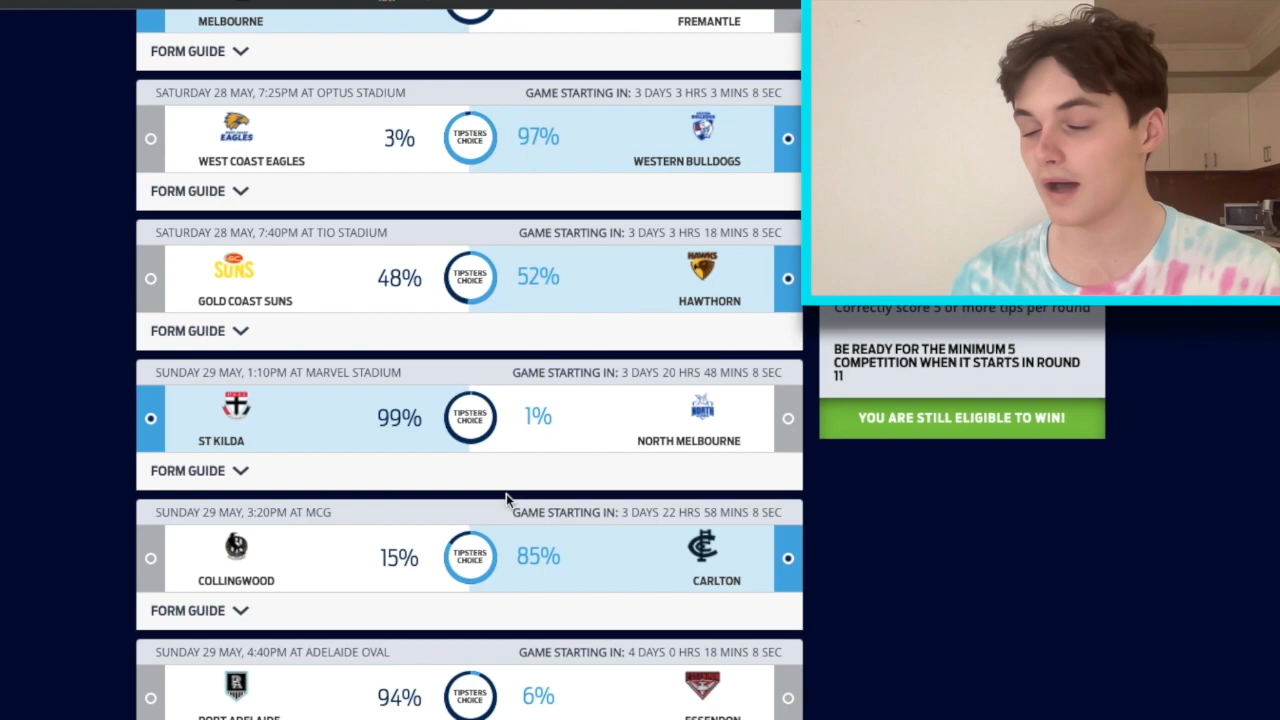 MELBOURNE FREMANTLE
FORM GUIDE
SATURDAY 28 MAY, 7:25PM AT OPTUS STADIUM GAME STARTING IN: 3 DAYS 3 HRS 3 MINS 8 SEC
EAGLES 3% TIPSTERS CHOICE 97%
WEST COAST EAGLES WESTERN BULLDOGS
FORM GUIDE
SATURDAY 28 MAY, 7:40PM AT TIO STADIUM GAME STARTING IN: 3 DAYS 3 HRS 18 MINS 8 SEC
GC SUNS 48% TIPSTERS CHOICE 52% HAWKS
GOLD COAST SUNS HAWTHORN
FORM GUIDE
SUNDAY 29 MAY, 1:10PM AT MARVEL STADIUM GAME STARTING IN: 3 DAYS 20 HRS 48 MINS 8 SEC
99% TIPSTERS CHOICE 1% NORTH
ST KILDA NORTH MELBOURNE
FORM GUIDE
SUNDAY 29 MAY, 3:20PM AT MCG GAME STARTING IN: 3 DAYS 22 HRS 58 MINS 8 SEC
15% TIPSTERS CHOICE 85%
COLLINGWOOD CARLTON
FORM GUIDE
SUNDAY 29 MAY, 4:40PM AT ADELAIDE OVAL GAME STARTING IN: 4 DAYS 0 HRS 18 MINS 8 SEC
94% TIPSTERS CHOICE 6%
PORT ADELAIDE ESSENDON
Correctly score 5 or more tips per round
BE READY FOR THE MINIMUM 5
COMPETITION WHEN IT STARTS IN ROUND
11
YOU ARE STILL ELIGIBLE TO WIN!